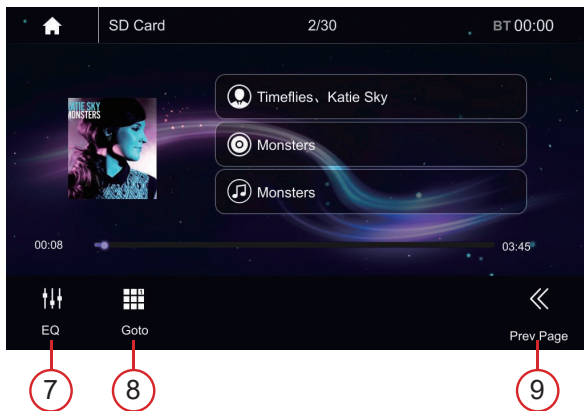 SD Card 2/30 BT 00:00
Timeflies、Katie Sky
KATIE SKY
MONSTERS
Monsters
Monsters
00:08 03:45
EQ Goto Prev Page
7 8 9